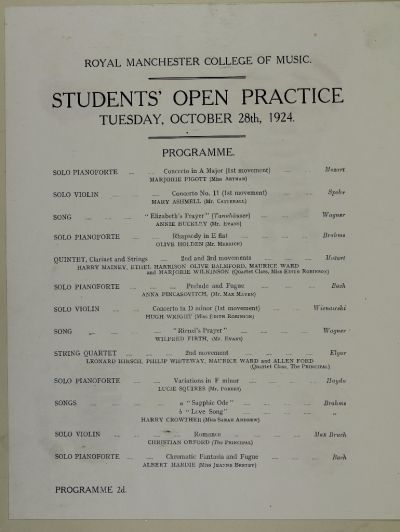 ROYAL MANCHESTER COLLEGE OF MUSIC.
STUDENTS' OPEN PRACTICE
TUESDAY, OCTOBER 28th, 1924.
PROGRAMME.
SOLO PIANOFORTE ... ... Concerto in A Major (1st movement) ... ... Mozart
MARJORIE PIGOTT (Miss ARTHAN)
SOLO VIOLIN ... ... Concerto No. 11 (1st movement) ... ... Spohr
MARY ASHMELL (Mr. CATTERALL)
SONG ... ... ... "Elizabeth's Prayer" (Tannhäuser) ... ... Wagner
ANNIE BUCKLEY (Mr. EVANS)
SOLO PIANOFORTE ... ... Rhapsody in E flat ... ... ... Brahms
OLIVE HOLDEN (Mr. MERRICK)
QUINTET, Clarinet and Strings 2nd and 3rd movements ... ... Mozart
HARRY MAINEY, ETHEL HARRISON, OLIVE BALMFORD, MAURICE WARD
and MARJORIE WILKINSON (Quartet Class, Miss EDITH ROBINSON)
SOLO PIANOFORTE ... ... Prelude and Fugue ... ... ... Bach
ANNA PINCASOVITCH, (Mr. MAX MAYER)
SOLO VIOLIN ... ... Concerto in D minor (1st movement) ... ... Wienawski
HUGH WRIGHT (Miss EDITH ROBINSON)
SONG ... ... ... "Rienzi's Prayer" ... ... ... Wagner
WILFRED FIRTH, (Mr. EVANS)
STRING QUARTET ... ... 2nd movement ... ... ... Elgar
LEONARD HIRSCH, PHILIP WHITEWAY, MAURICE WARD and ALLEN FORD
(Quartet Class, The PRINCIPAL)
SOLO PIANOFORTE ... ... Variations in F minor ... ... ... Haydn
LUCIE SQUIRES (Mr. FORBES)
SONGS ... ... ... a "Sapphic Ode" ... ... ... Brahms
b "Love Song" ... ... ... "
HARRY CROWTHER (Miss SARAH ANDREW)
SOLO VIOLIN ... ... ... Romance ... ... ... Max Bruch
CHRISTIAN OXFORD (The PRINCIPAL)
SOLO PIANOFORTE ... ... Chromatic Fantasia and Fugue ... ... Bach
ALBERT HARDIE (Miss JEANNE BRETEY)
PROGRAMME 2d.